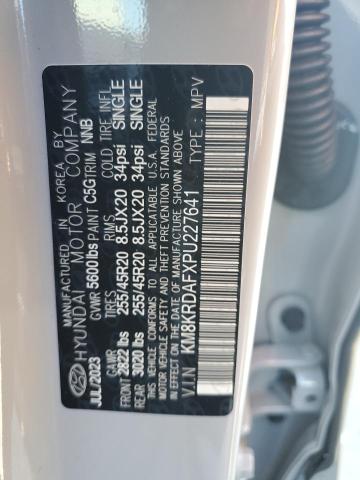 MANUFACTURED IN KOREA BY
HYUNDAI MOTOR COMPANY
JUL/2023 GVWR 5600lbs PAINT C5G TRIM NNB
GAWR TIRES RIMS COLD TIRE INFL
FRONT 2822 lbs 255/45R20 8.5JX20 34psi SINGLE
REAR 3020 lbs 255/45R20 8.5JX20 34psi SINGLE
THIS VEHICLE CONFORMS TO ALL APPLICABLE U.S.A. FEDERAL
MOTOR VEHICLE SAFETY AND THEFT PREVENTION STANDARDS
IN EFFECT ON THE DATE OF MANUFACTURE SHOWN ABOVE
V.I.N : KM8KRDAFXPU227641 TYPE : MPV